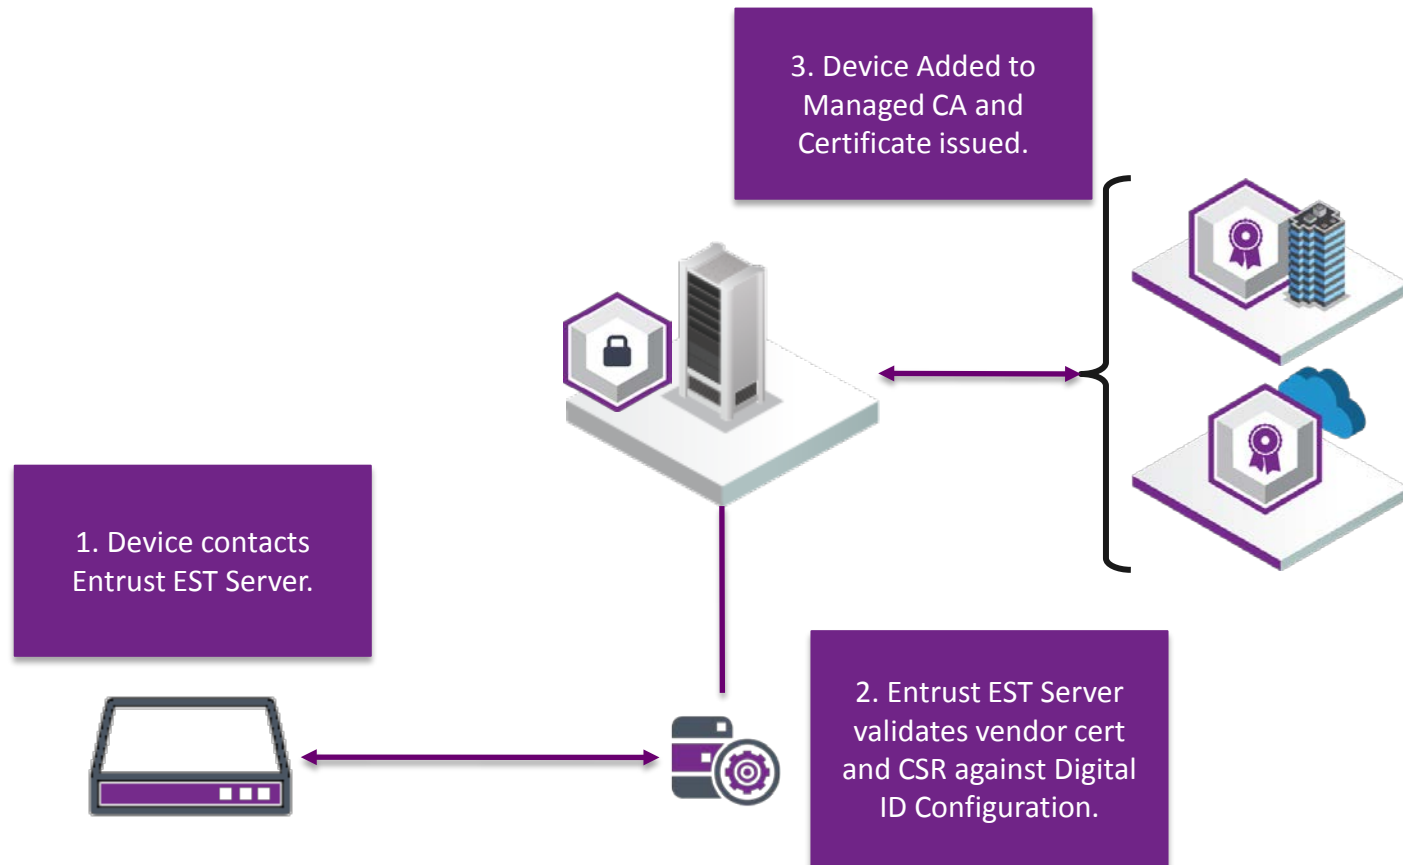 3. Device Added to
Managed CA and
Certificate issued.
1. Device contacts
Entrust EST Server.
2. Entrust EST Server
validates vendor cert
and CSR against Digital
ID Configuration.